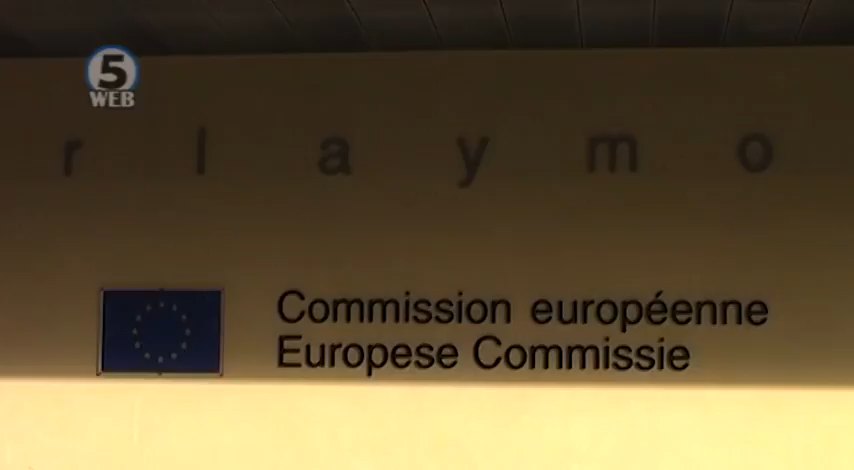 5
WEB
r l a y m o
Commission européenne
Europese Commissie